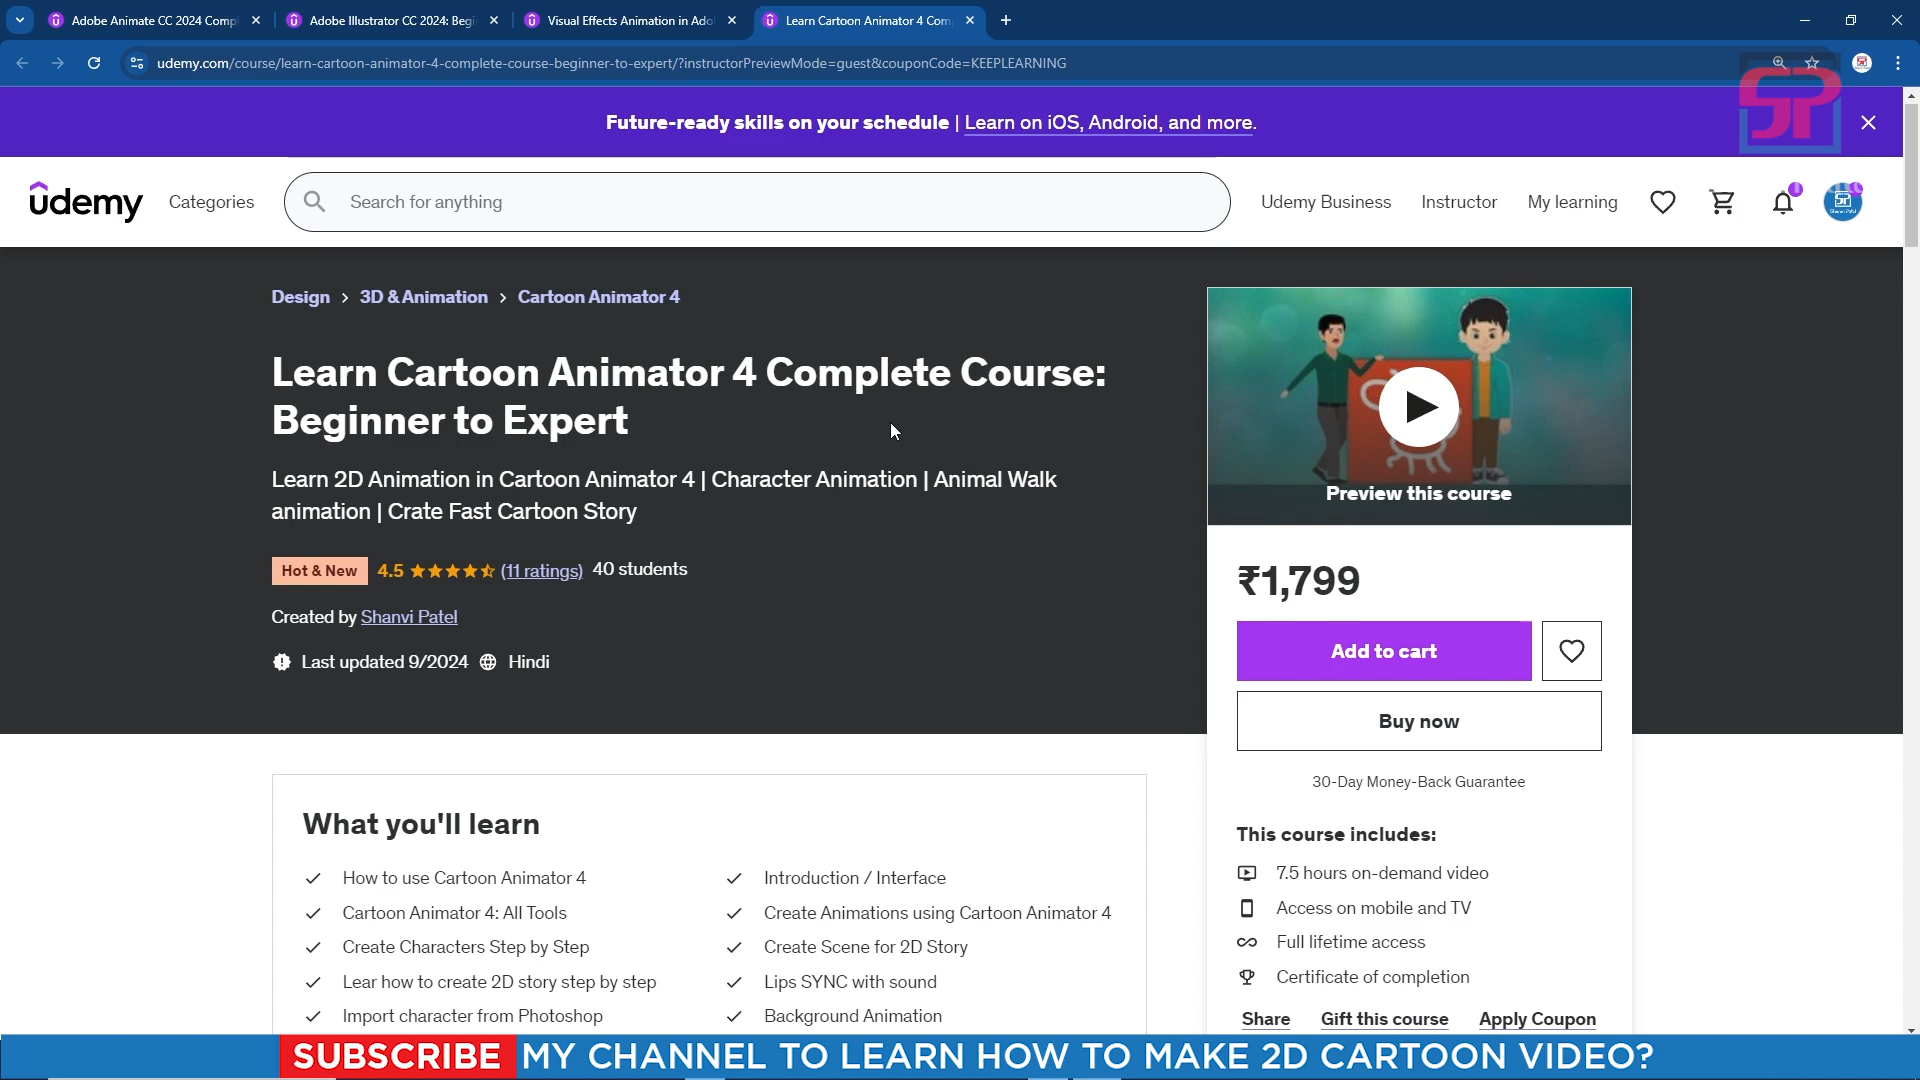 Adobe Animate CC 2024 Compl
Adobe Illustrator CC 2024: Begi
Visual Effects Animation in Ado
Learn Cartoon Animator 4 Com
udemy.com/course/learn-cartoon-animator-4-complete-course-beginner-to-expert/?instructorPreviewMode=guest&couponCode=KEEPLEARNING
SP
Future-ready skills on your schedule | Learn on iOS, Android, and more.
udemy
Categories
Search for anything
Udemy Business
Instructor
My learning
Design > 3D & Animation > Cartoon Animator 4
Learn Cartoon Animator 4 Complete Course:
Beginner to Expert
Learn 2D Animation in Cartoon Animator 4 | Character Animation | Animal Walk
animation | Crate Fast Cartoon Story
Hot & New 4.5 (11 ratings) 40 students
Created by Shanvi Patel
Last updated 9/2024 Hindi
Preview this course
₹1,799
Add to cart
Buy now
30-Day Money-Back Guarantee
This course includes:
7.5 hours on-demand video
Access on mobile and TV
Full lifetime access
Certificate of completion
Share Gift this course Apply Coupon
What you'll learn
How to use Cartoon Animator 4
Cartoon Animator 4: All Tools
Create Characters Step by Step
Lear how to create 2D story step by step
Import character from Photoshop
Introduction / Interface
Create Animations using Cartoon Animator 4
Create Scene for 2D Story
Lips SYNC with sound
Background Animation
SUBSCRIBE MY CHANNEL TO LEARN HOW TO MAKE 2D CARTOON VIDEO?